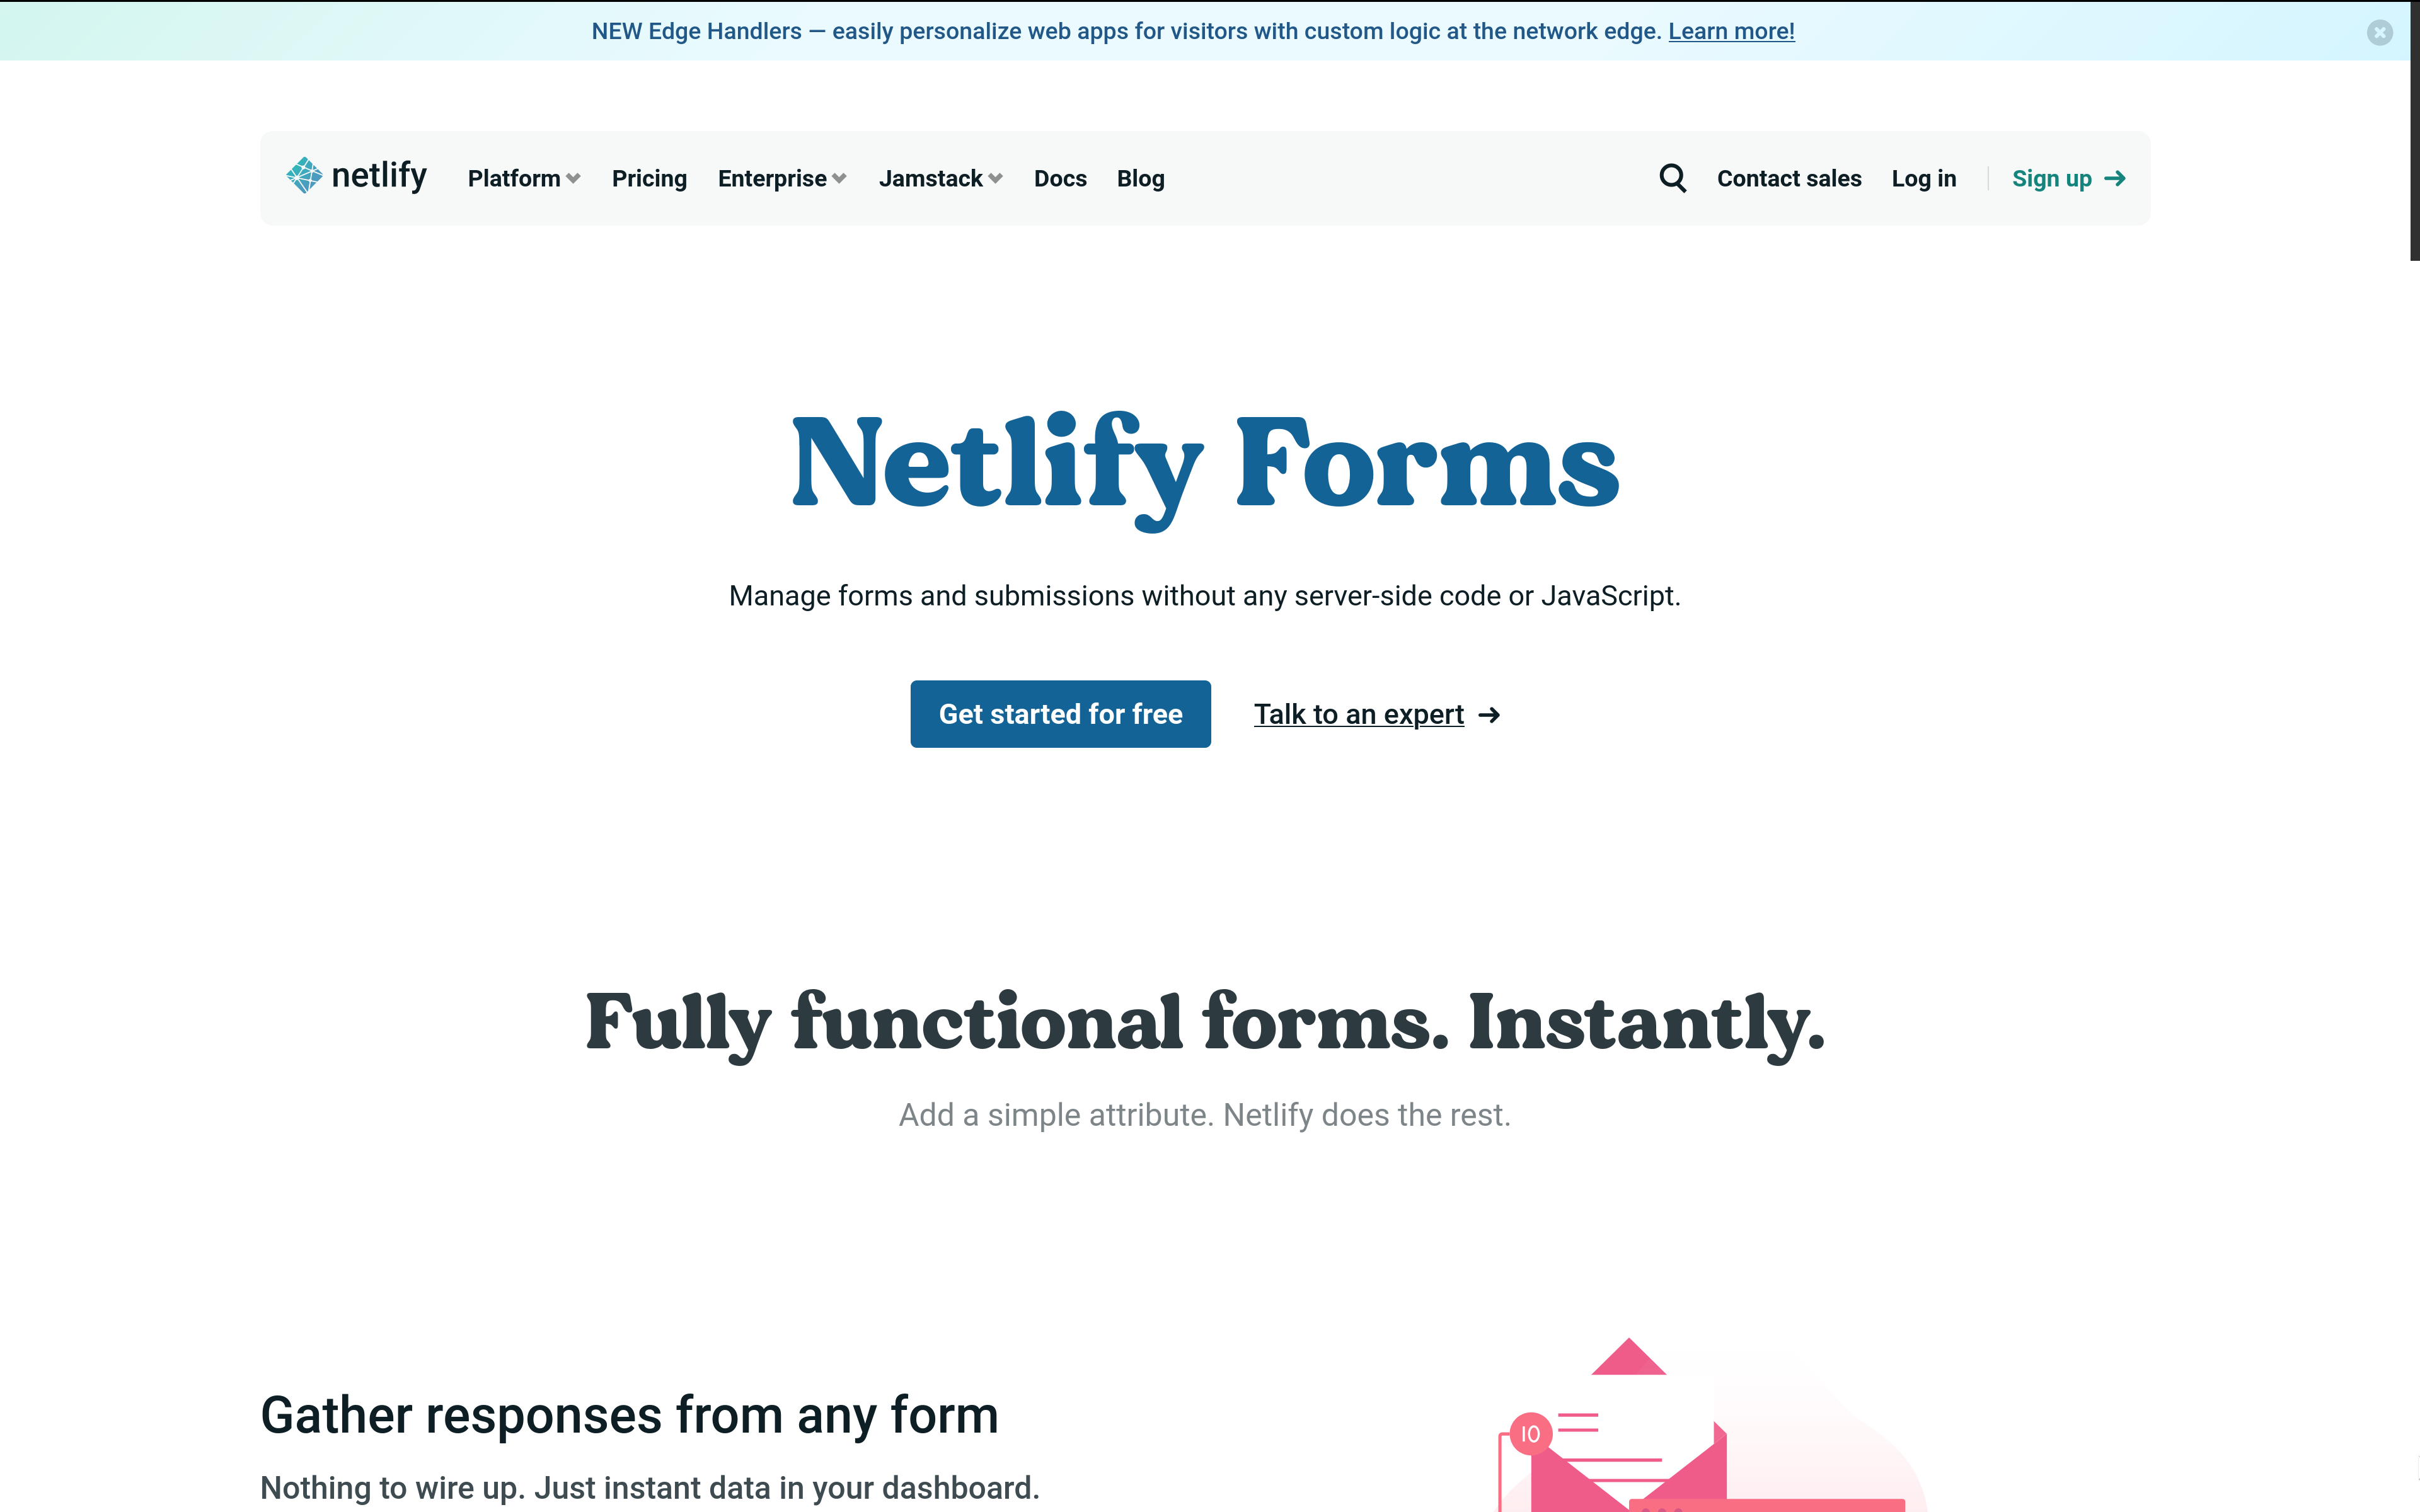 NEW Edge Handlers — easily personalize web apps for visitors with custom logic at the network edge. Learn more!
netlify Platform Pricing Enterprise Jamstack Docs Blog Contact sales Log in Sign up →
Netlify Forms
Manage forms and submissions without any server-side code or JavaScript.
Get started for free Talk to an expert →
Fully functional forms. Instantly.
Add a simple attribute. Netlify does the rest.
Gather responses from any form
10
Nothing to wire up. Just instant data in your dashboard.